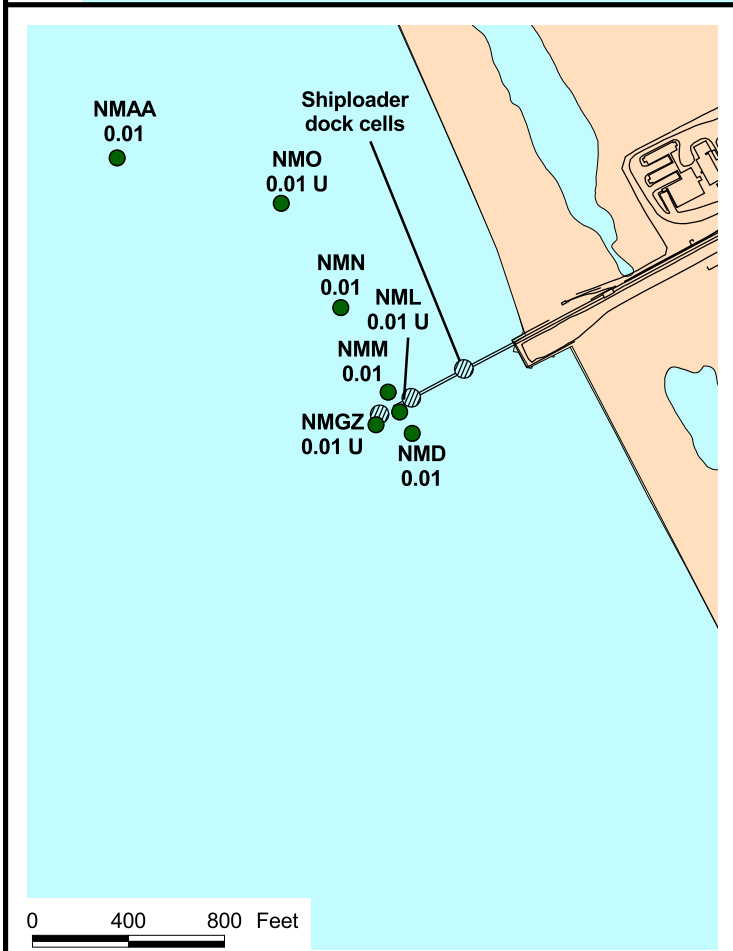 Shiploader
dock cells
NMAA
0.01
NMO
0.01 U
NMN
0.01
NML
0.01 U
NMM
0.01
NMGZ
0.01 U
NMD
0.01
0 400 800 Feet